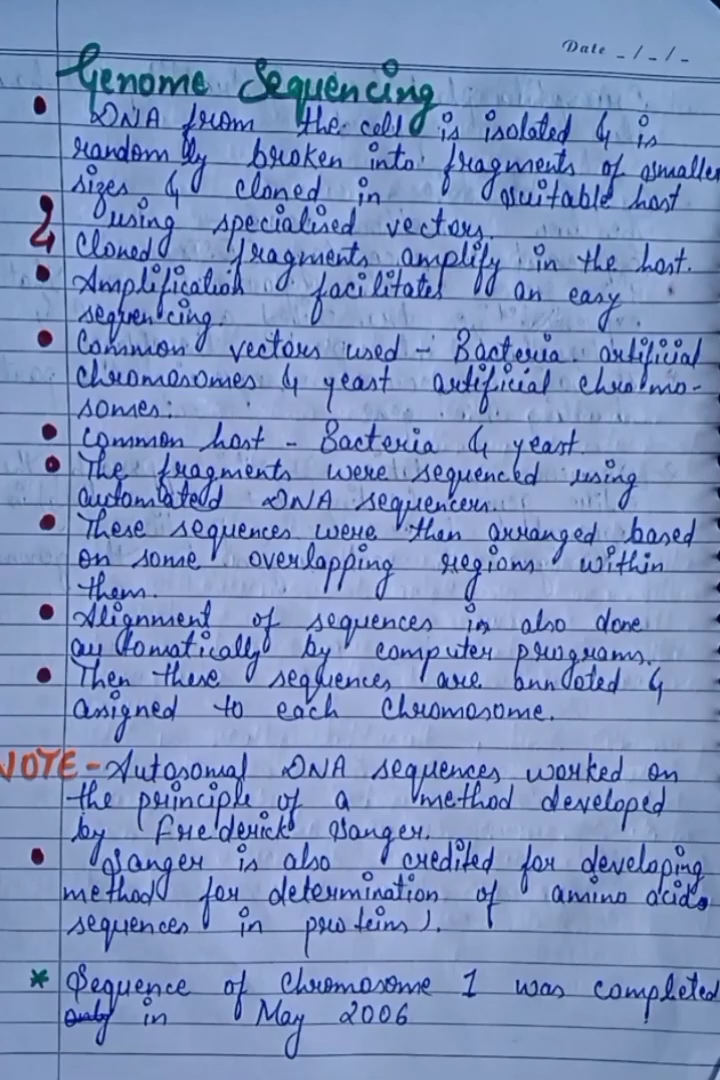 Date _/_/_
Genome Sequencing
• DNA from the cell is isolated & is
randomly broken into fragments of smaller
sizes & cloned in suitable host
using specialised vectors.
Cloned fragments amplify in the host.
• Amplification facilitates an easy
sequencing.
• Common vectors used - Bacteria artificial
chromosomes & yeast artificial chromo-
somes.
• Common host - Bacteria & yeast.
• The fragments were sequenced using
automated DNA sequencers.
• These sequences were then arranged based
on some overlapping regions within
them.
• Alignment of sequences is also done
automatically by computer programs.
• Then these sequences are annoted &
assigned to each chromosome.
NOTE - Autosomal DNA sequences worked on
the principle of a method developed
by Frederick Sanger.
• Sanger is also credited for developing
method for determination of amino acids
sequences in proteins).
* Sequence of chromosome 1 was completed
only in May 2006